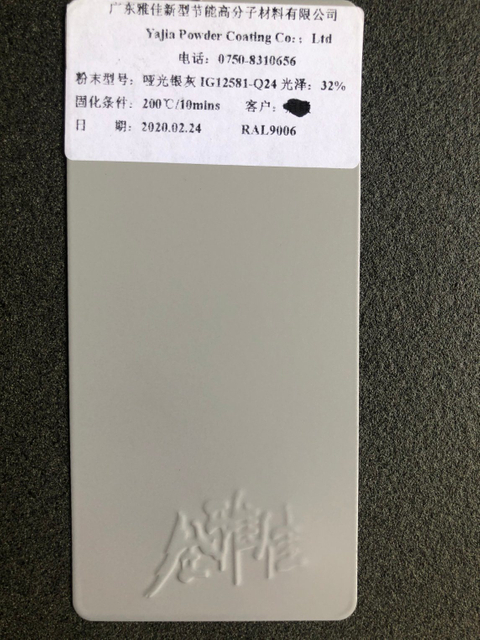 广东雅佳新型节能高分子材料有限公司
Yajia Powder Coating Co:; Ltd
电话：0750-8310656
粉末型号：哑光银灰 IG12581-Q24 光泽：32%
固化条件：200℃/10mins 客户：
日 期：2020.02.24 RAL9006
雅佳